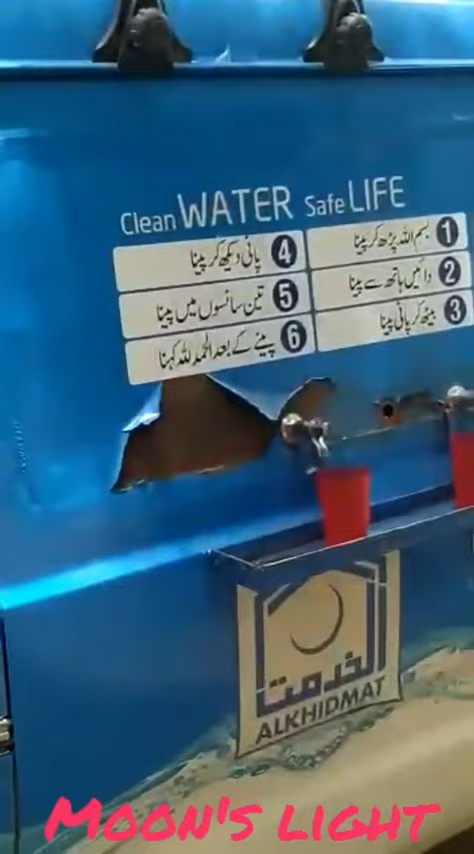 Clean WATER Safe LIFE
1 بسم اللہ پڑھ کر پینا
2 دائیں ہاتھ سے پینا
3 بیٹھ کر پانی پینا
4 پانی دیکھ کر پینا
5 تین سانسوں میں پینا
6 پینے کے بعد الحمد للہ کہنا
الخدمت
ALKHIDMAT
MOON'S LIGHT